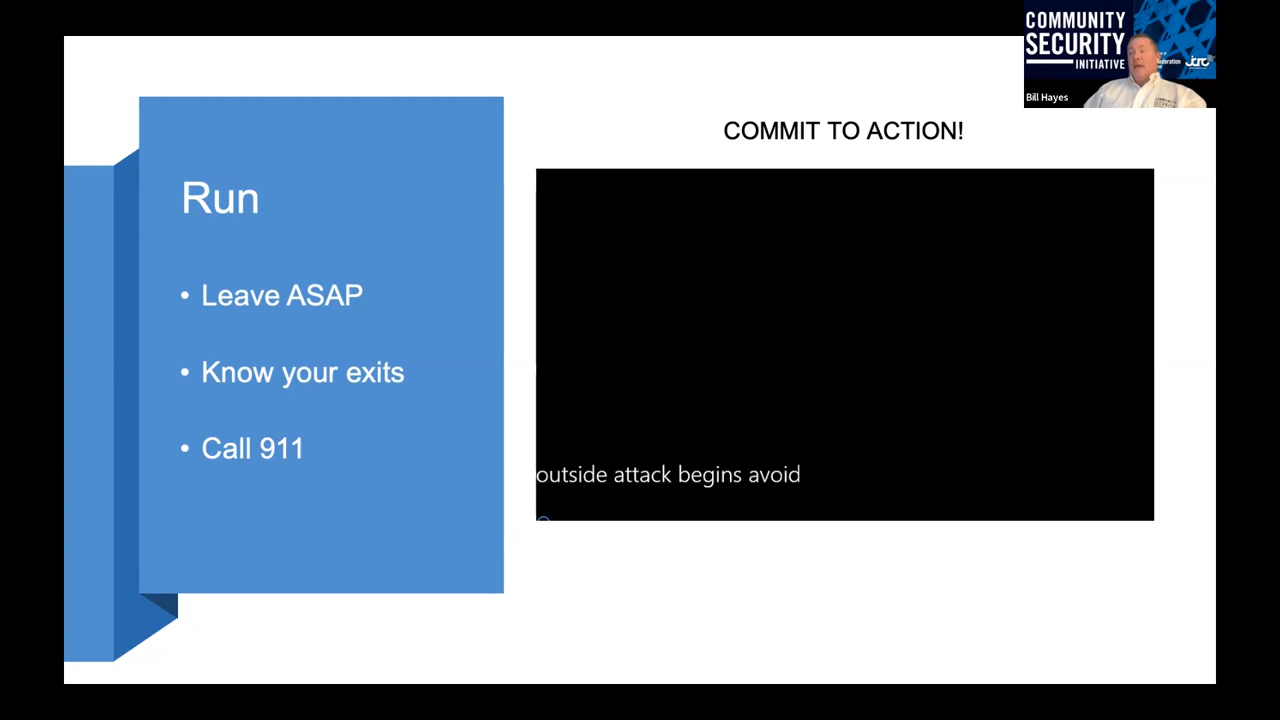 COMMUNITY
SECURITY
INITIATIVE
jcrc
Bill Hayes
COMMIT TO ACTION!
Run
• Leave ASAP
• Know your exits
• Call 911
outside attack begins avoid